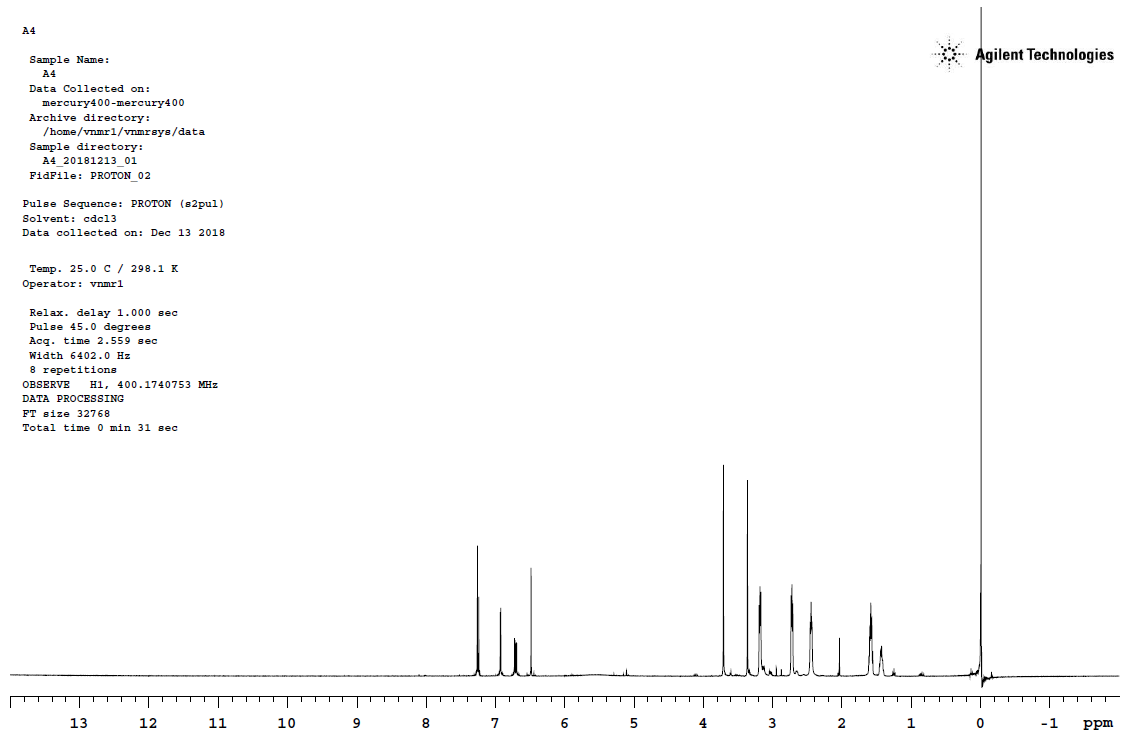 A4
Sample Name:
A4
Data Collected on:
mercury400-mercury400
Archive directory:
/home/vnmr1/vnmrsys/data
Sample directory:
A4_20181213_01
FidFile: PROTON_02
Pulse Sequence: PROTON (s2pul)
Solvent: cdcl3
Data collected on: Dec 13 2018
Temp. 25.0 C / 298.1 K
Operator: vnmr1
Relax. delay 1.000 sec
Pulse 45.0 degrees
Acq. time 2.559 sec
Width 6402.0 Hz
8 repetitions
OBSERVE H1, 400.1740753 MHz
DATA PROCESSING
FT size 32768
Total time 0 min 31 sec
Agilent Technologies
13 12 11 10 9 8 7 6 5 4 3 2 1 0 -1 ppm